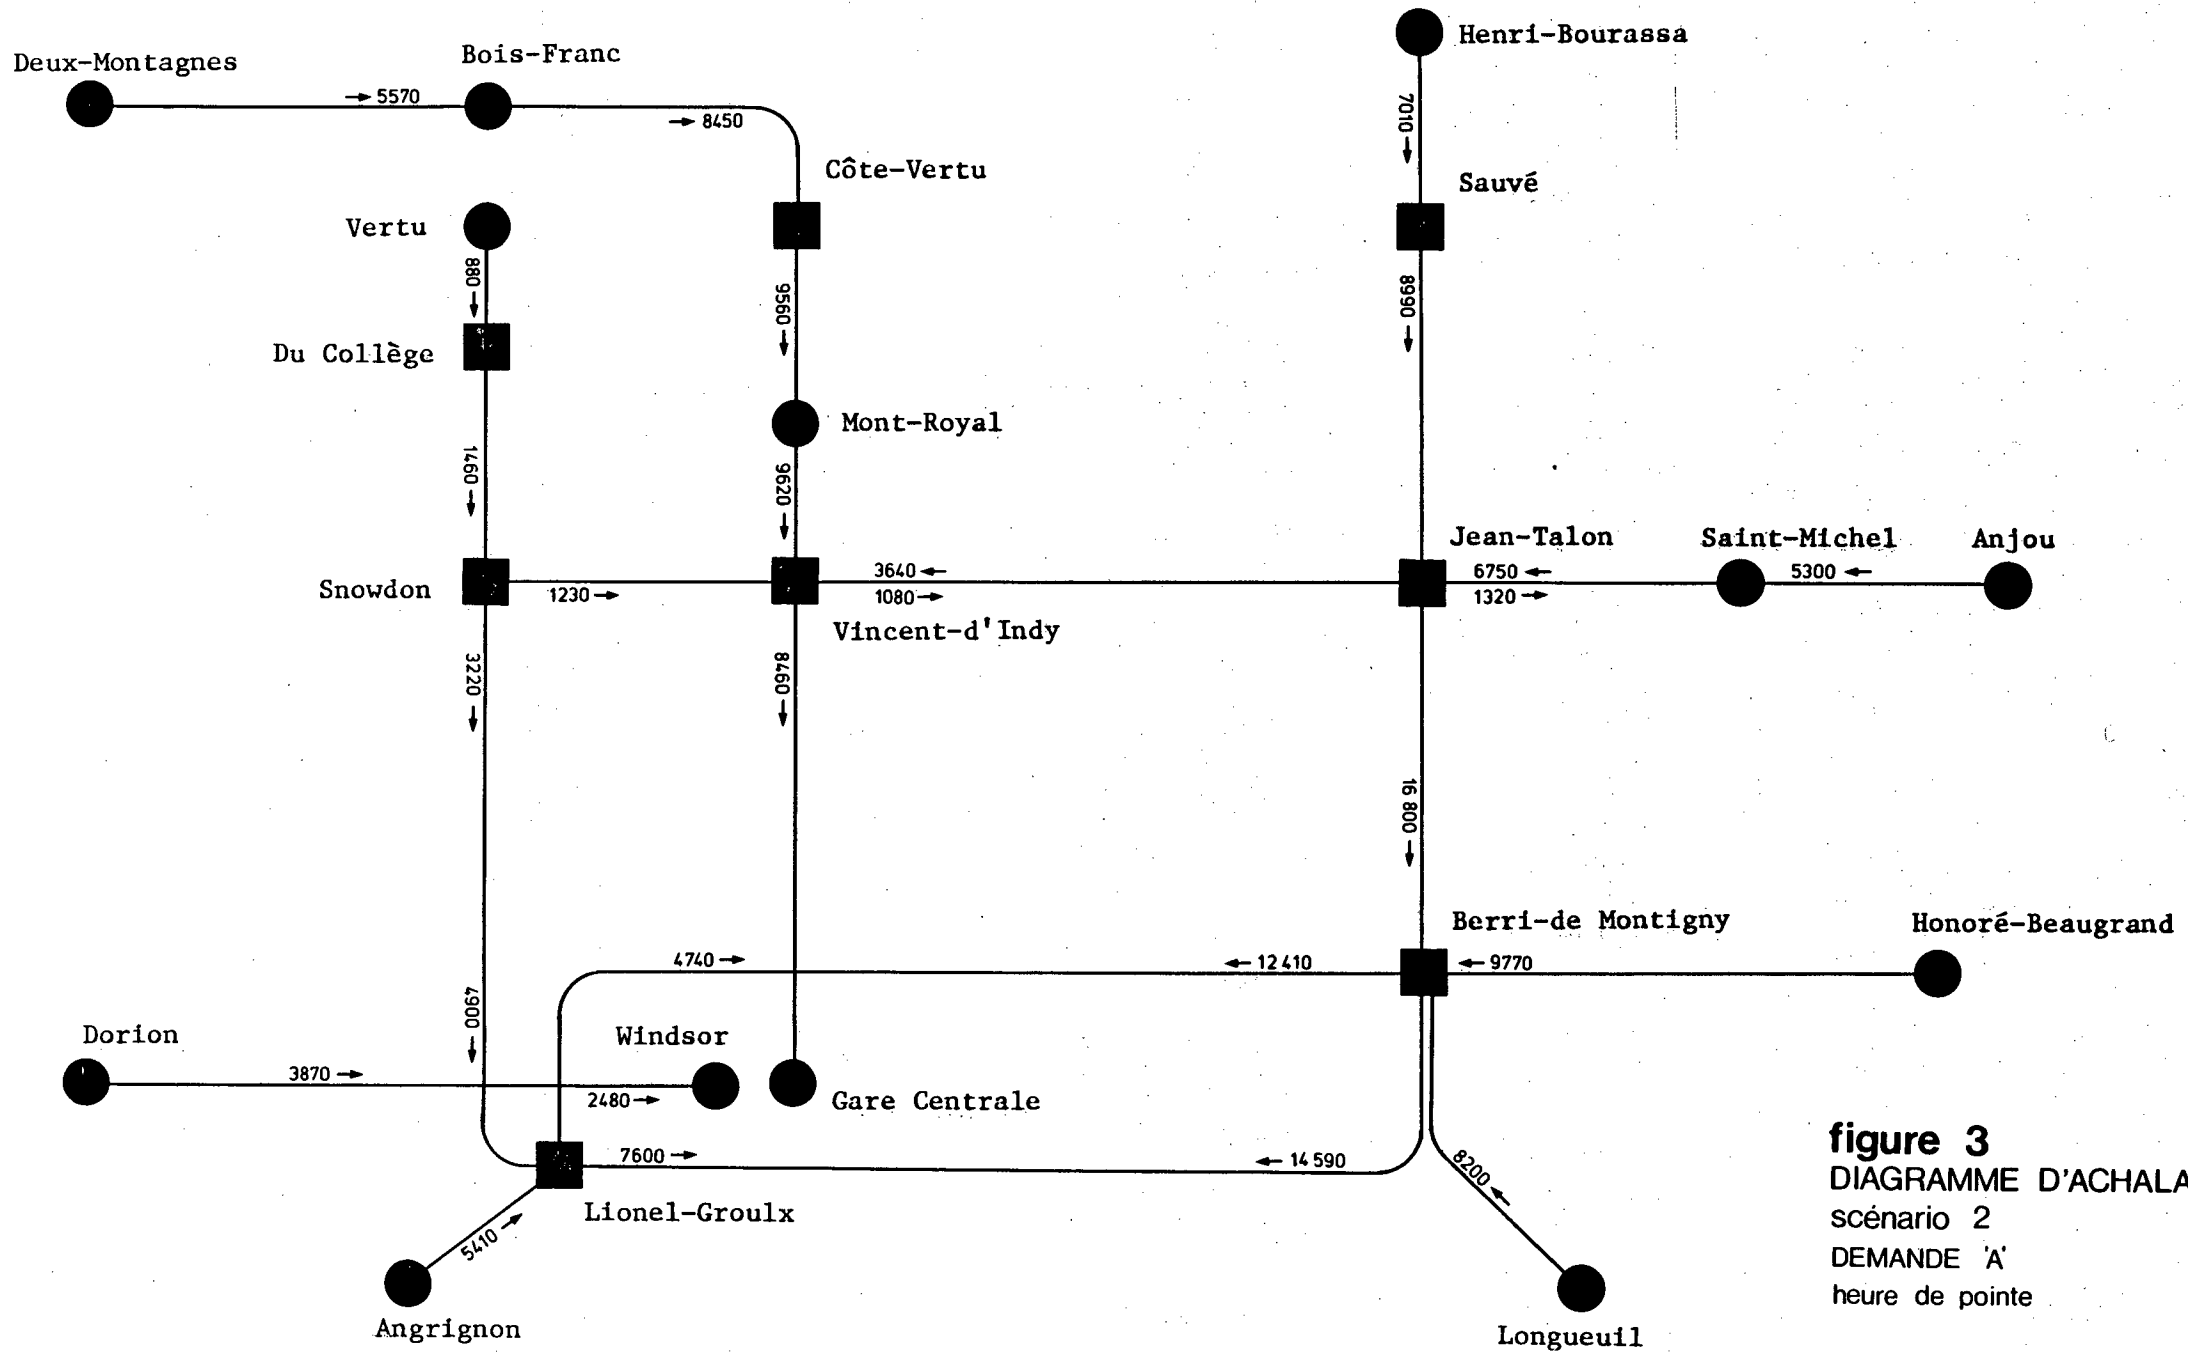 Henri-Bourassa
Deux-Montagnes
Bois-Franc
→ 5570
→ 8450
7010 →
Côte-Vertu
Sauvé
Vertu
880 →
9560 →
8990 →
Du Collège
Mont-Royal
1460 →
9620 →
Jean-Talon
Saint-Michel
Anjou
Snowdon
1230 →
3640 ←
1080 →
6750 ←
1320 →
5300 ←
Vincent-d'Indy
3220 →
8460 →
16 800 →
Berri-de Montigny
Honoré-Beaugrand
4740 →
← 12 410
← 9770
4900 →
Dorion
Windsor
3870 →
2480 →
Gare Centrale
7600 →
← 14 590
8200 ←
Lionel-Groulx
5410 →
Angrignon
Longueuil
figure 3
DIAGRAMME D'ACHALA
scénario 2
DEMANDE 'A'
heure de pointe